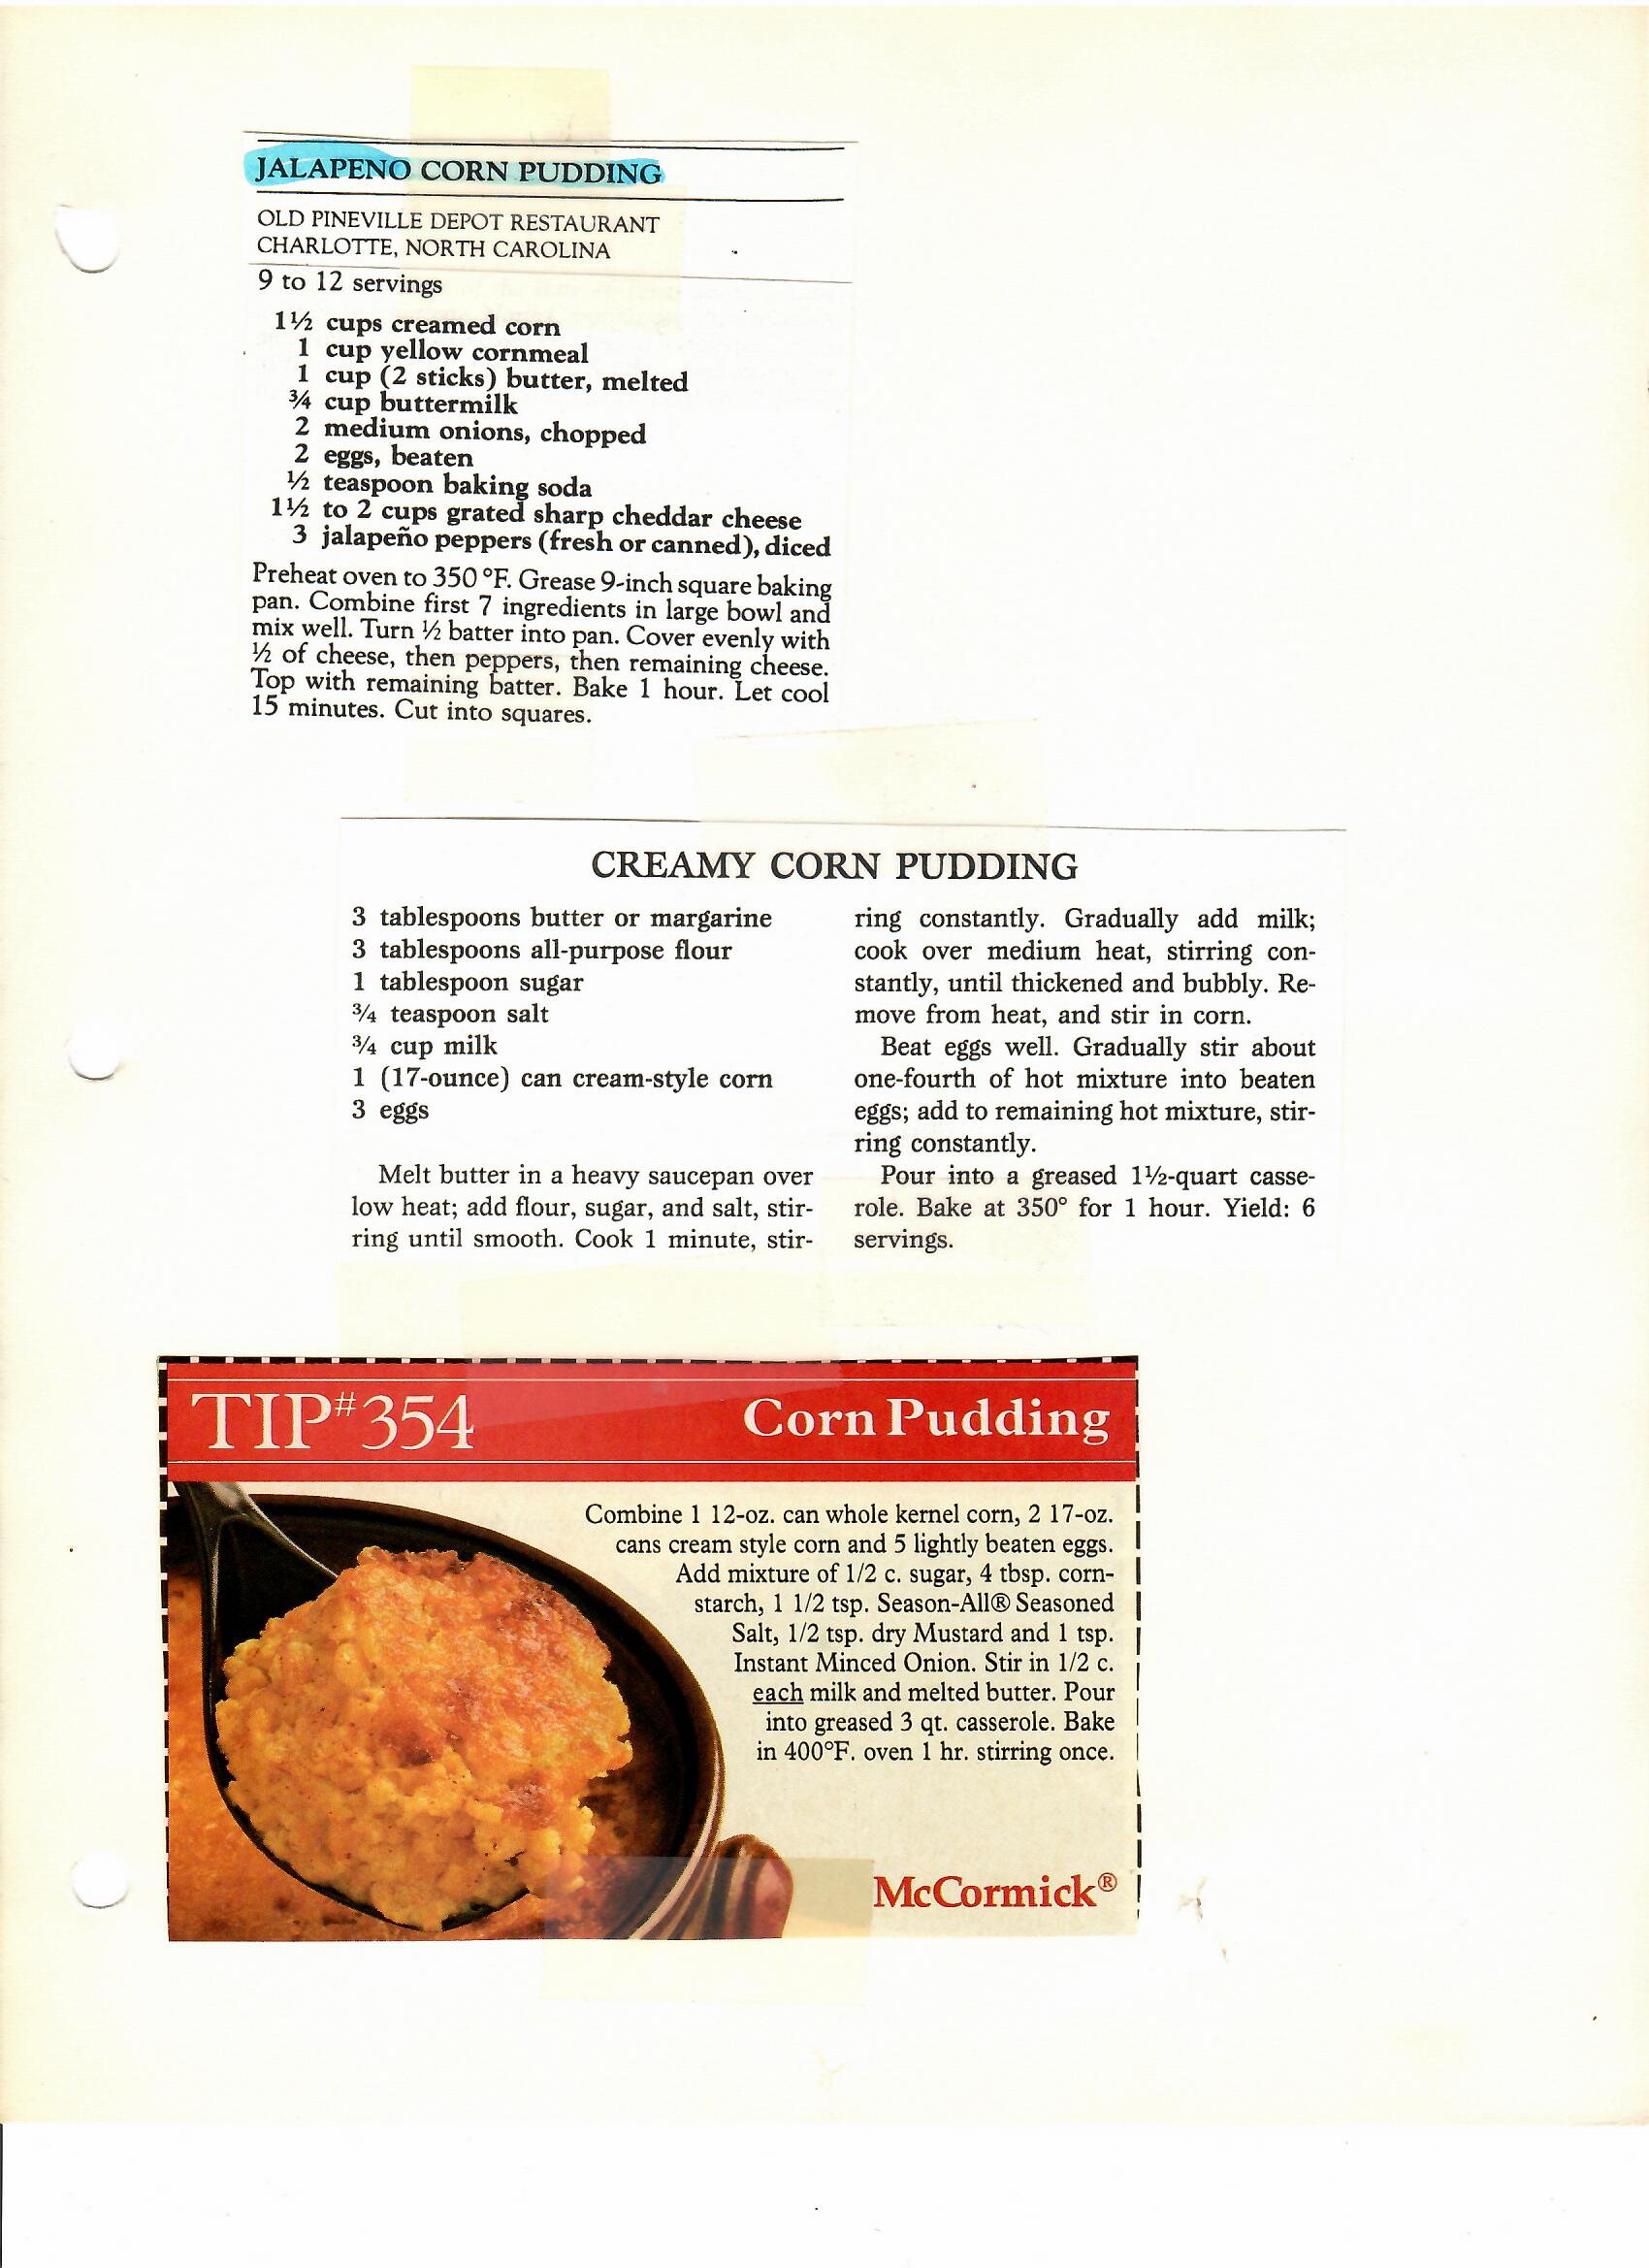 JALAPENO CORN PUDDING
OLD PINEVILLE DEPOT RESTAURANT
CHARLOTTE, NORTH CAROLINA
9 to 12 servings
1½ cups creamed corn
1 cup yellow cornmeal
1 cup (2 sticks) butter, melted
¾ cup buttermilk
2 medium onions, chopped
2 eggs, beaten
½ teaspoon baking soda
1½ to 2 cups grated sharp cheddar cheese
3 jalapeño peppers (fresh or canned), diced
Preheat oven to 350 °F. Grease 9-inch square baking
pan. Combine first 7 ingredients in large bowl and
mix well. Turn ½ batter into pan. Cover evenly with
½ of cheese, then peppers, then remaining cheese.
Top with remaining batter. Bake 1 hour. Let cool
15 minutes. Cut into squares.
CREAMY CORN PUDDING
3 tablespoons butter or margarine
3 tablespoons all-purpose flour
1 tablespoon sugar
¾ teaspoon salt
¾ cup milk
1 (17-ounce) can cream-style corn
3 eggs
Melt butter in a heavy saucepan over
low heat; add flour, sugar, and salt, stir-
ring until smooth. Cook 1 minute, stir-
ring constantly. Gradually add milk;
cook over medium heat, stirring con-
stantly, until thickened and bubbly. Re-
move from heat, and stir in corn.
Beat eggs well. Gradually stir about
one-fourth of hot mixture into beaten
eggs; add to remaining hot mixture, stir-
ring constantly.
Pour into a greased 1½-quart casse-
role. Bake at 350° for 1 hour. Yield: 6
servings.
TIP#354
Corn Pudding
Combine 1 12-oz. can whole kernel corn, 2 17-oz.
cans cream style corn and 5 lightly beaten eggs.
Add mixture of 1/2 c. sugar, 4 tbsp. corn-
starch, 1 1/2 tsp. Season-All® Seasoned
Salt, 1/2 tsp. dry Mustard and 1 tsp.
Instant Minced Onion. Stir in 1/2 c.
each milk and melted butter. Pour
into greased 3 qt. casserole. Bake
in 400°F. oven 1 hr. stirring once.
McCormick®